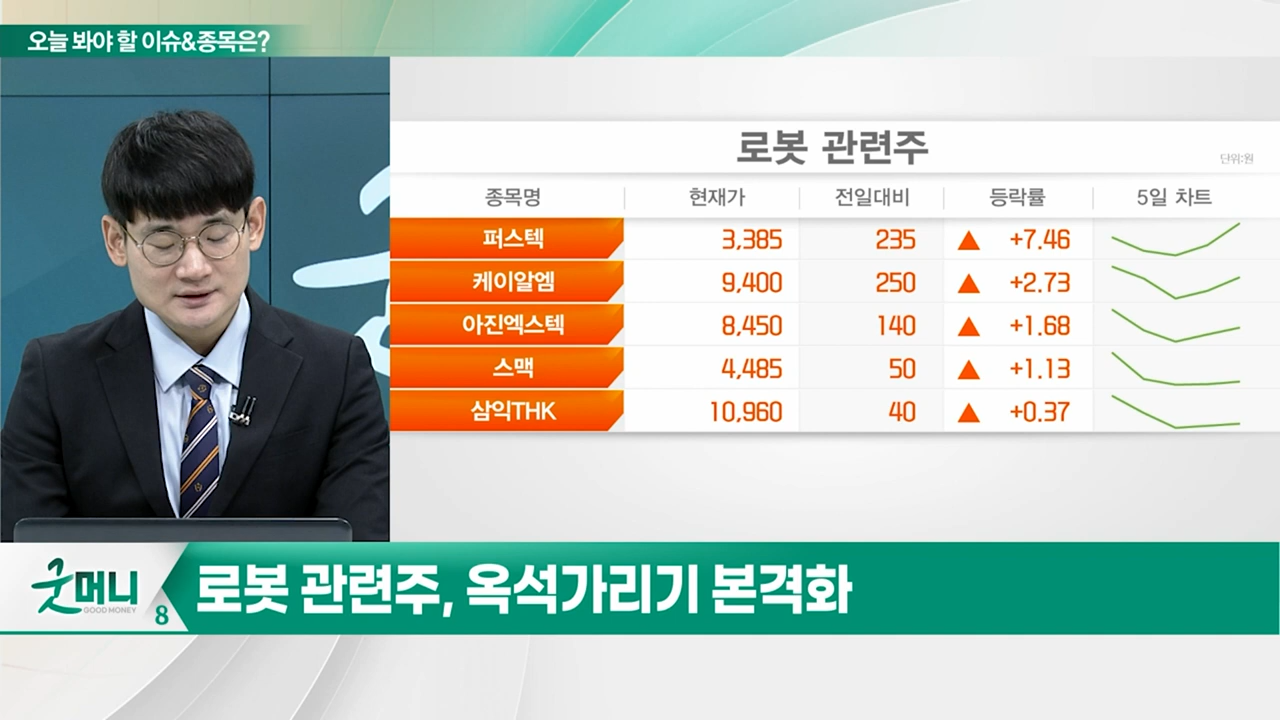 오늘 봐야 할 이슈&종목은?
로봇 관련주
단위:원
종목명 현재가 전일대비 등락률 5일 차트
퍼스텍 3,385 235 ▲ +7.46
케이알엠 9,400 250 ▲ +2.73
아진엑스텍 8,450 140 ▲ +1.68
스맥 4,485 50 ▲ +1.13
삼익THK 10,960 40 ▲ +0.37
굿머니
GOOD MONEY
8
로봇 관련주, 옥석가리기 본격화